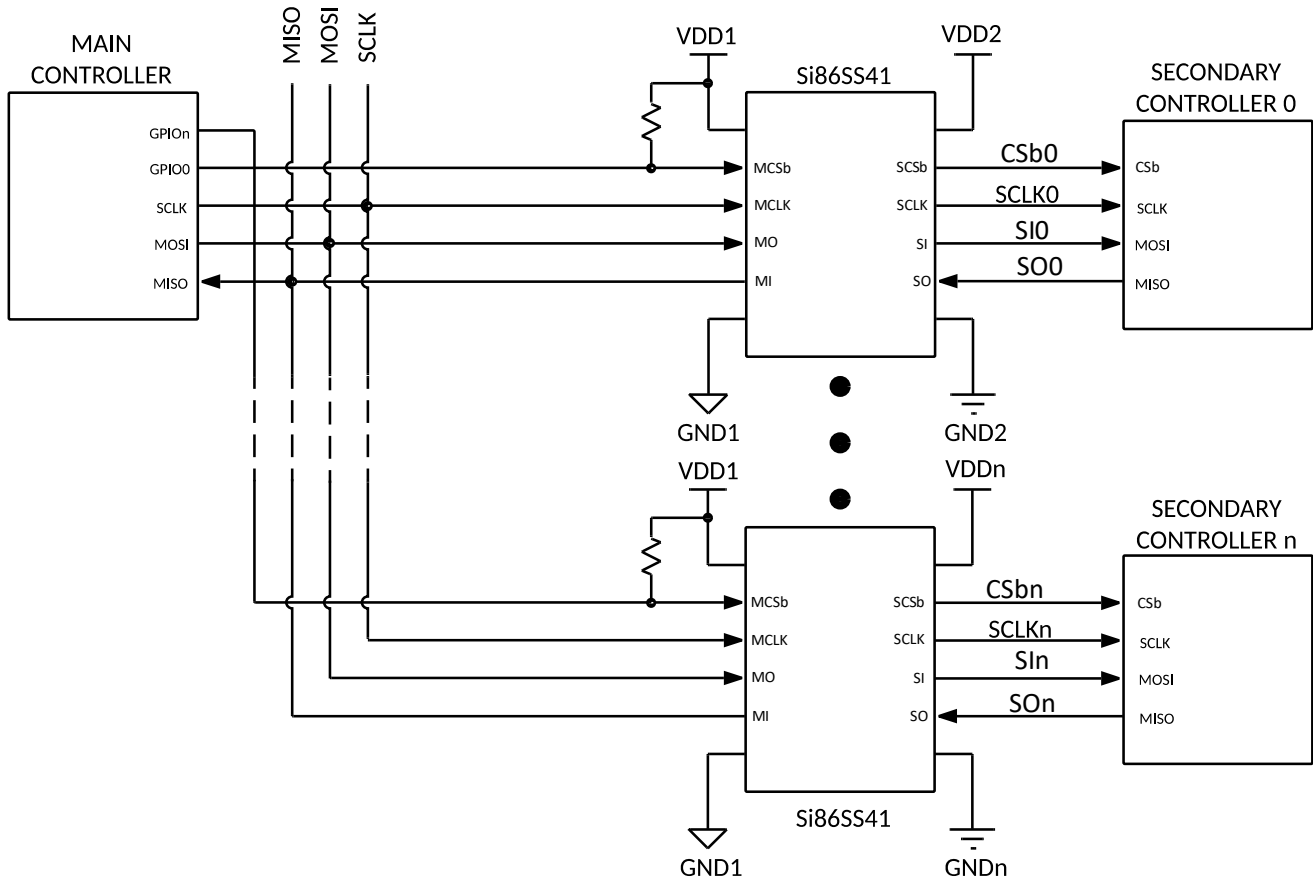 MISO
MOSI
SCLK
MAIN
CONTROLLER
GPIOn
GPIO0
SCLK
MOSI
MISO
VDD1
VDD2
Si86SS41
MCSb
MCLK
MO
MI
SCSb
SCLK
SI
SO
GND1
GND2
CSb0
SCLK0
SI0
SO0
SECONDARY
CONTROLLER 0
CSb
SCLK
MOSI
MISO
VDD1
VDDn
MCSb
MCLK
MO
MI
SCSb
SCLK
SI
SO
Si86SS41
GND1
GNDn
CSbn
SCLKn
SIn
SOn
SECONDARY
CONTROLLER n
CSb
SCLK
MOSI
MISO